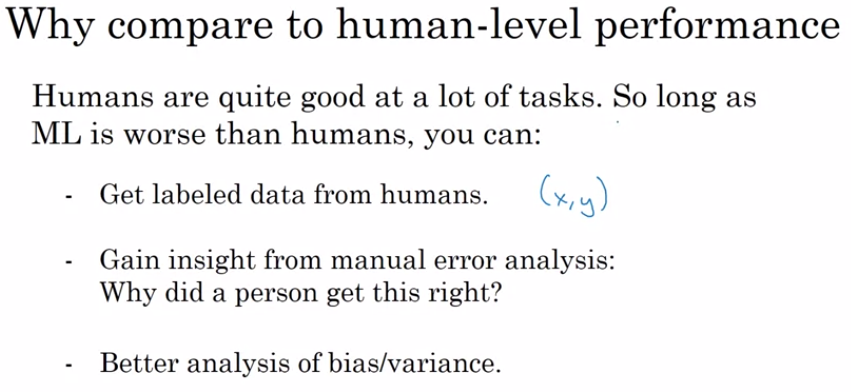 Why compare to human-level performance
Humans are quite good at a lot of tasks. So long as
ML is worse than humans, you can:
- Get labeled data from humans. (x,y)
- Gain insight from manual error analysis:
Why did a person get this right?
- Better analysis of bias/variance.